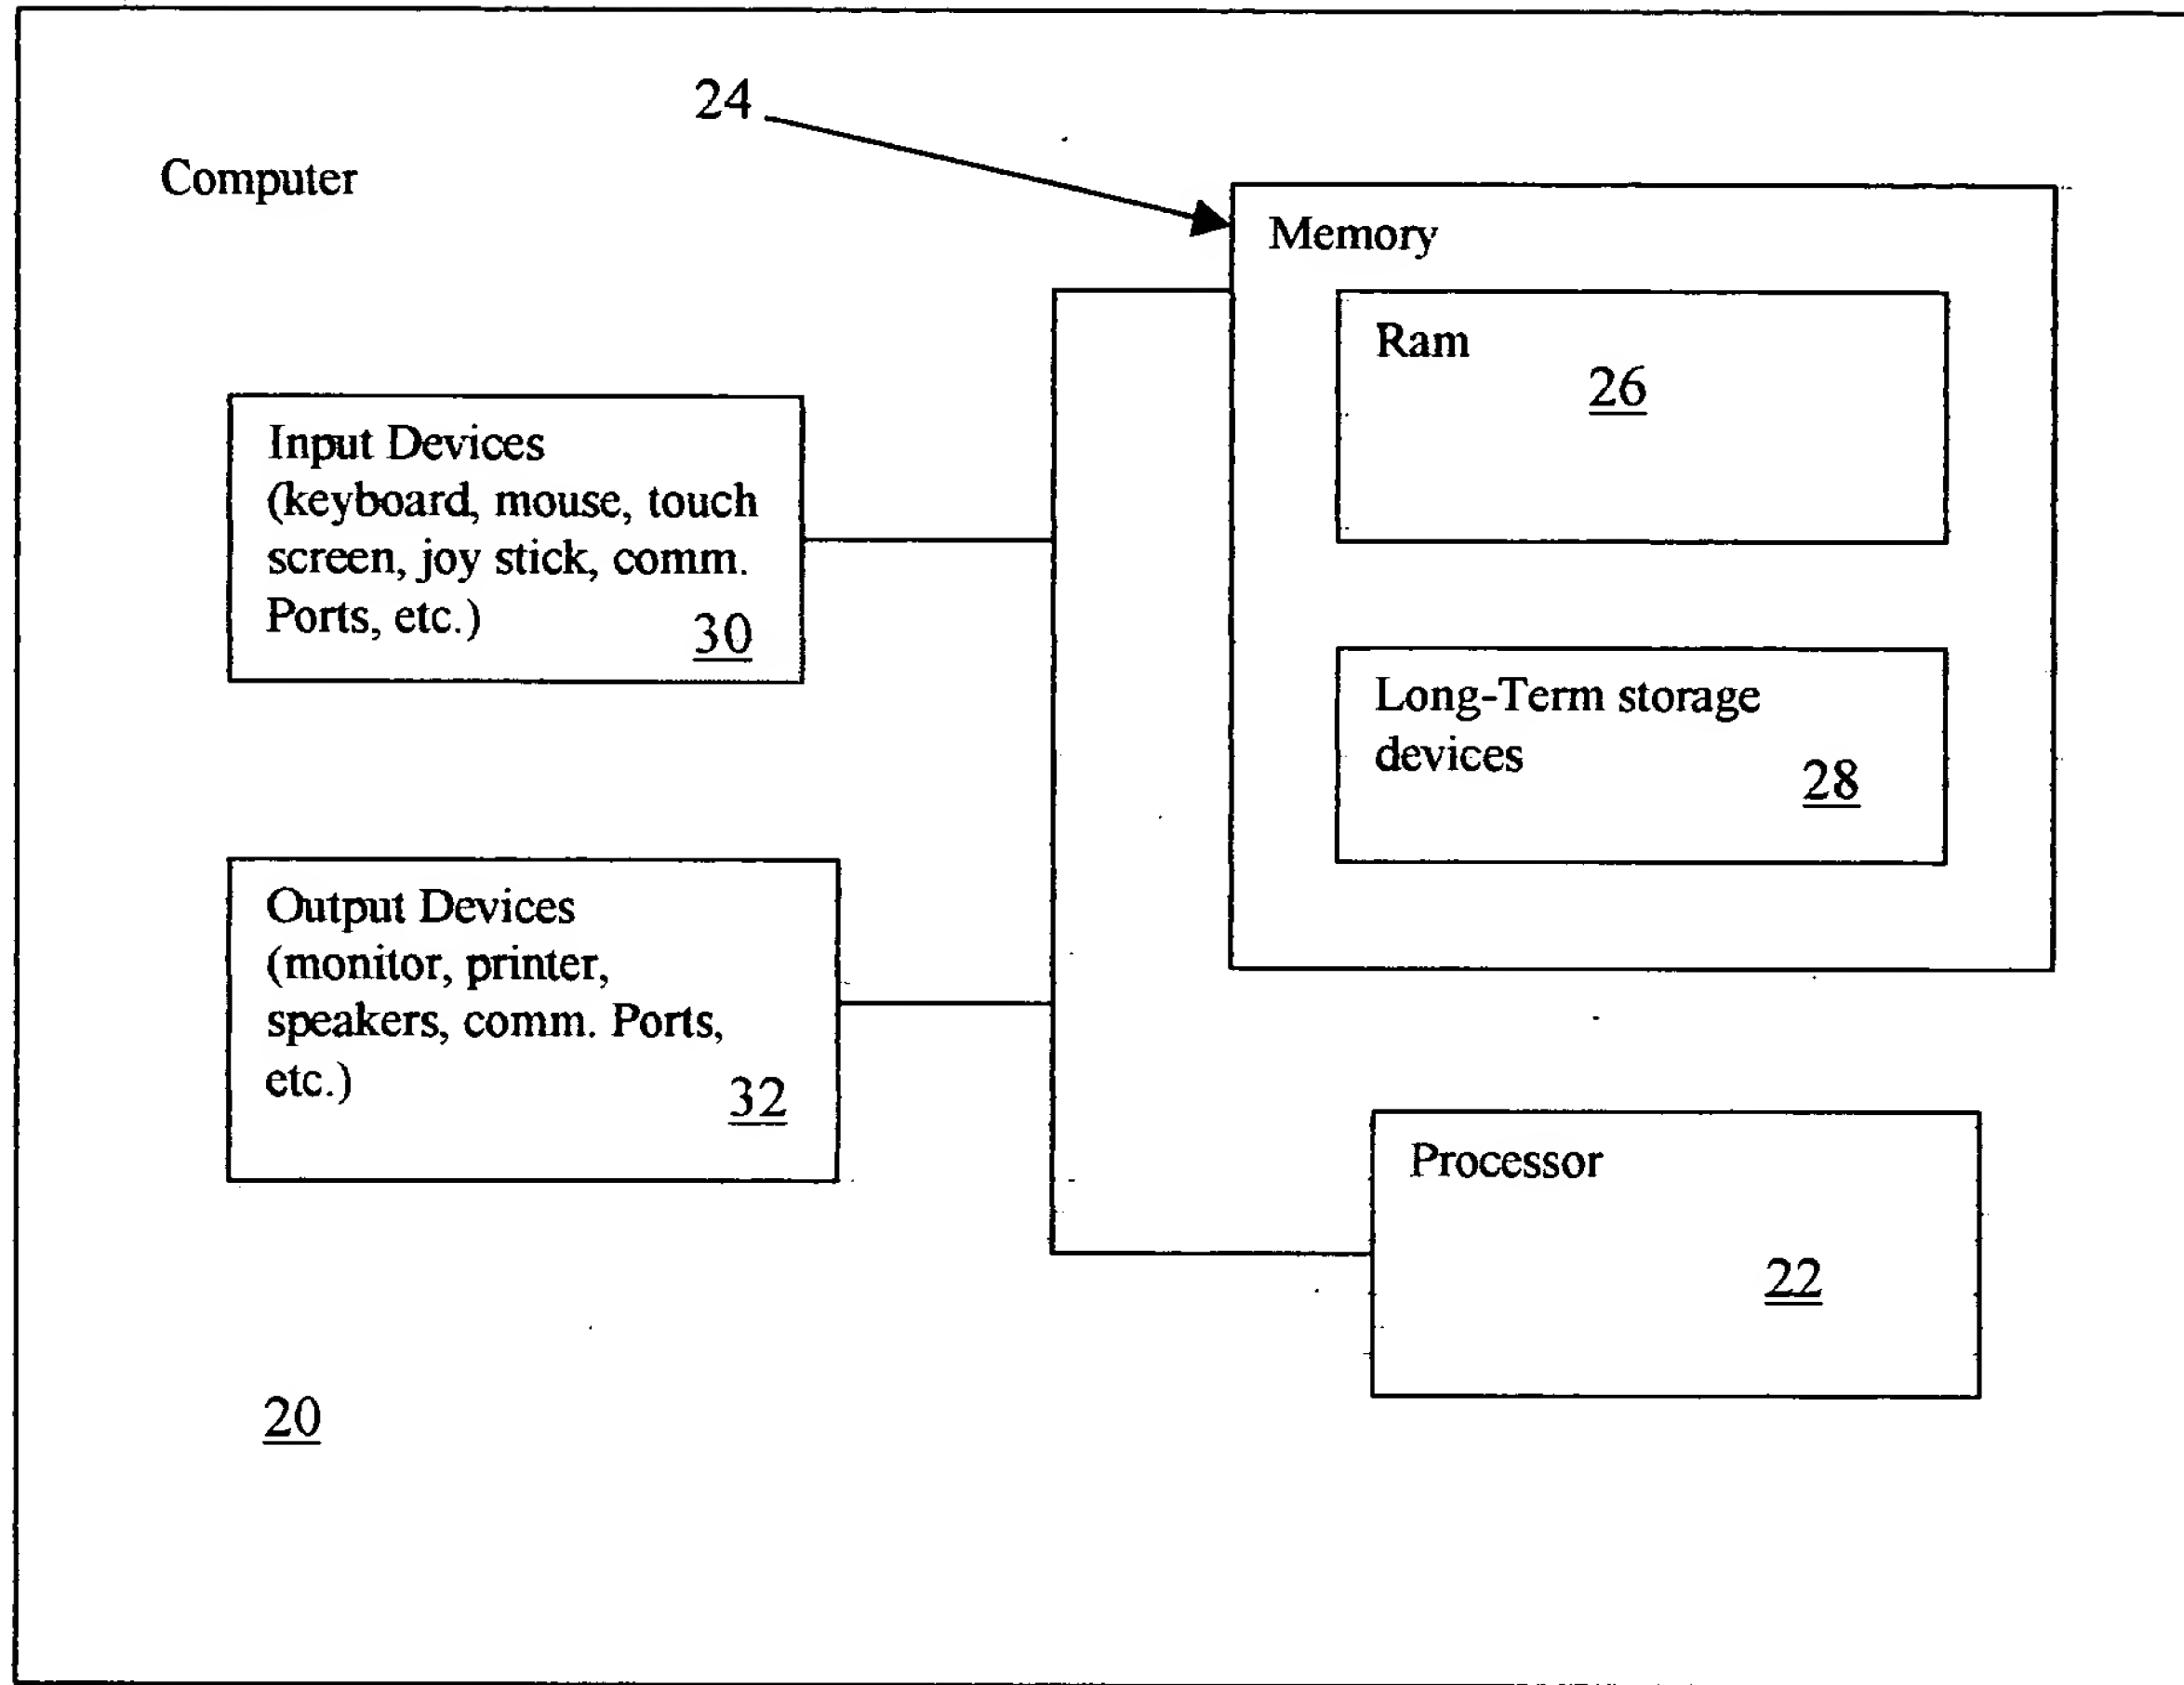 24
Computer
Memory
Ram
26
Input Devices
(keyboard, mouse, touch
screen, joy stick, comm.
Ports, etc.)
30
Long-Term storage
devices
28
Output Devices
(monitor, printer,
speakers, comm. Ports,
etc.)
32
Processor
22
20